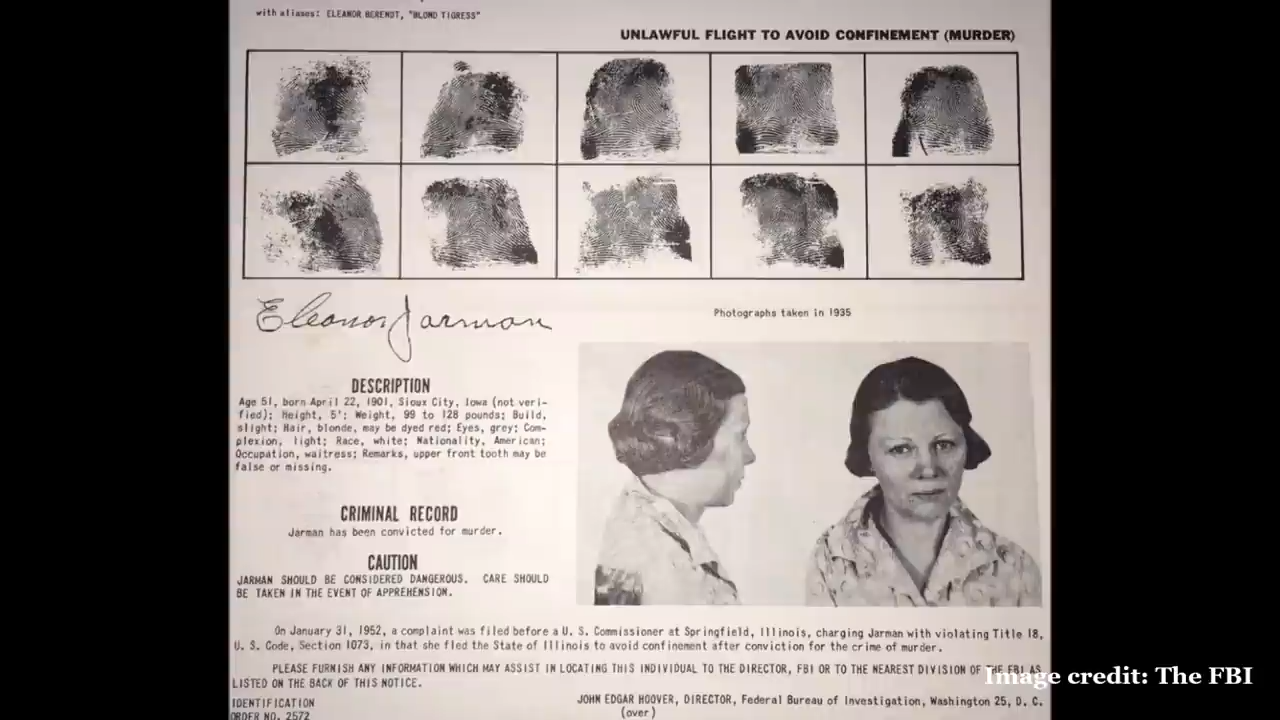 with aliases: ELEANOR BERENDT, "BLOND TIGRESS"
UNLAWFUL FLIGHT TO AVOID CONFINEMENT (MURDER)
Eleanor Jarman
Photographs taken in 1935
DESCRIPTION
Age 51, born April 22, 1901, Sioux City, Iowa (not veri-
fied); Height, 5'; Weight, 99 to 128 pounds; Build,
slight; Hair, blonde, may be dyed red; Eyes, grey; Com-
plexion, light; Race, white; Nationality, American;
Occupation, waitress; Remarks, upper front tooth may be
false or missing.
CRIMINAL RECORD
Jarman has been convicted for murder.
CAUTION
JARMAN SHOULD BE CONSIDERED DANGEROUS. CARE SHOULD
BE TAKEN IN THE EVENT OF APPREHENSION.
On January 31, 1952, a complaint was filed before a U. S. Commissioner at Springfield, Illinois, charging Jarman with violating Title 18,
U. S. Code, Section 1073, in that she fled the State of Illinois to avoid confinement after conviction for the crime of murder.
PLEASE FURNISH ANY INFORMATION WHICH MAY ASSIST IN LOCATING THIS INDIVIDUAL TO THE DIRECTOR, FBI OR TO THE NEAREST DIVISION OF THE FBI AS
LISTED ON THE BACK OF THIS NOTICE.
Image credit: The FBI
IDENTIFICATION
ORDER NO. 2572
JOHN EDGAR HOOVER, DIRECTOR, Federal Bureau of Investigation, Washington 25, D. C.
(over)